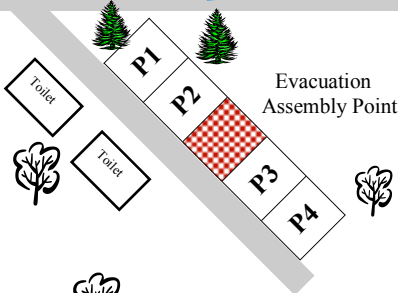 P1
P2
Evacuation
Assembly Point
Toilet
Toilet
P3
P4